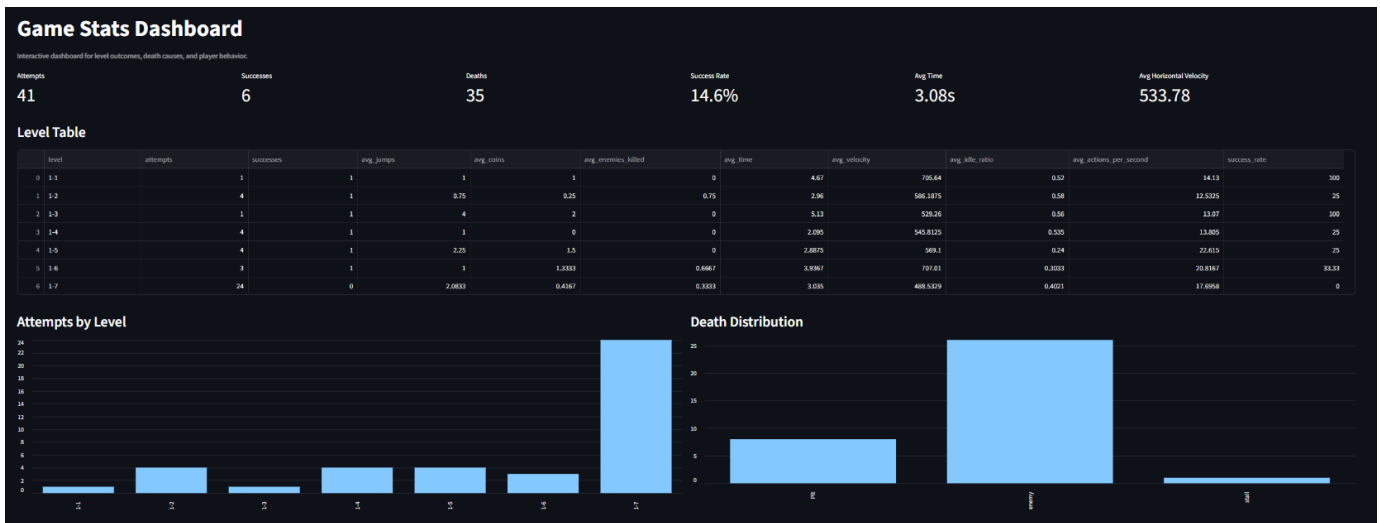 Game Stats Dashboard
Interactive dashboard for level outcomes, death causes, and player behavior.
Attempts Successes Deaths Success Rate Avg Time Avg Horizontal Velocity
41 6 35 14.6% 3.08s 533.78
Level Table
level attempts successes avg_jumps avg_coins avg_enemies_killed avg_time avg_velocity avg_idle_ratio avg_actions_per_second success_rate
0 1-1 1 1 1 1 0 4.67 705.64 0.52 14.13 100
1 1-2 4 1 0.75 0.25 0.75 2.96 586.1875 0.58 12.5325 25
2 1-3 1 1 4 2 0 5.13 529.26 0.56 13.07 100
3 1-4 4 1 1 0 0 2.095 545.8125 0.535 13.805 25
4 1-5 4 1 2.25 1.5 0 2.8875 569.1 0.24 22.615 25
5 1-6 3 1 1 1.3333 0.6667 3.9367 707.01 0.3033 20.8167 33.33
6 1-7 24 0 2.0833 0.4167 0.3333 3.035 488.5329 0.4021 17.6958 0
Attempts by Level
24
22
20
18
16
14
12
10
8
6
4
2
0
1-1 1-2 1-3 1-4 1-5 1-6 1-7
Death Distribution
25
20
15
10
5
0
pit enemy stall